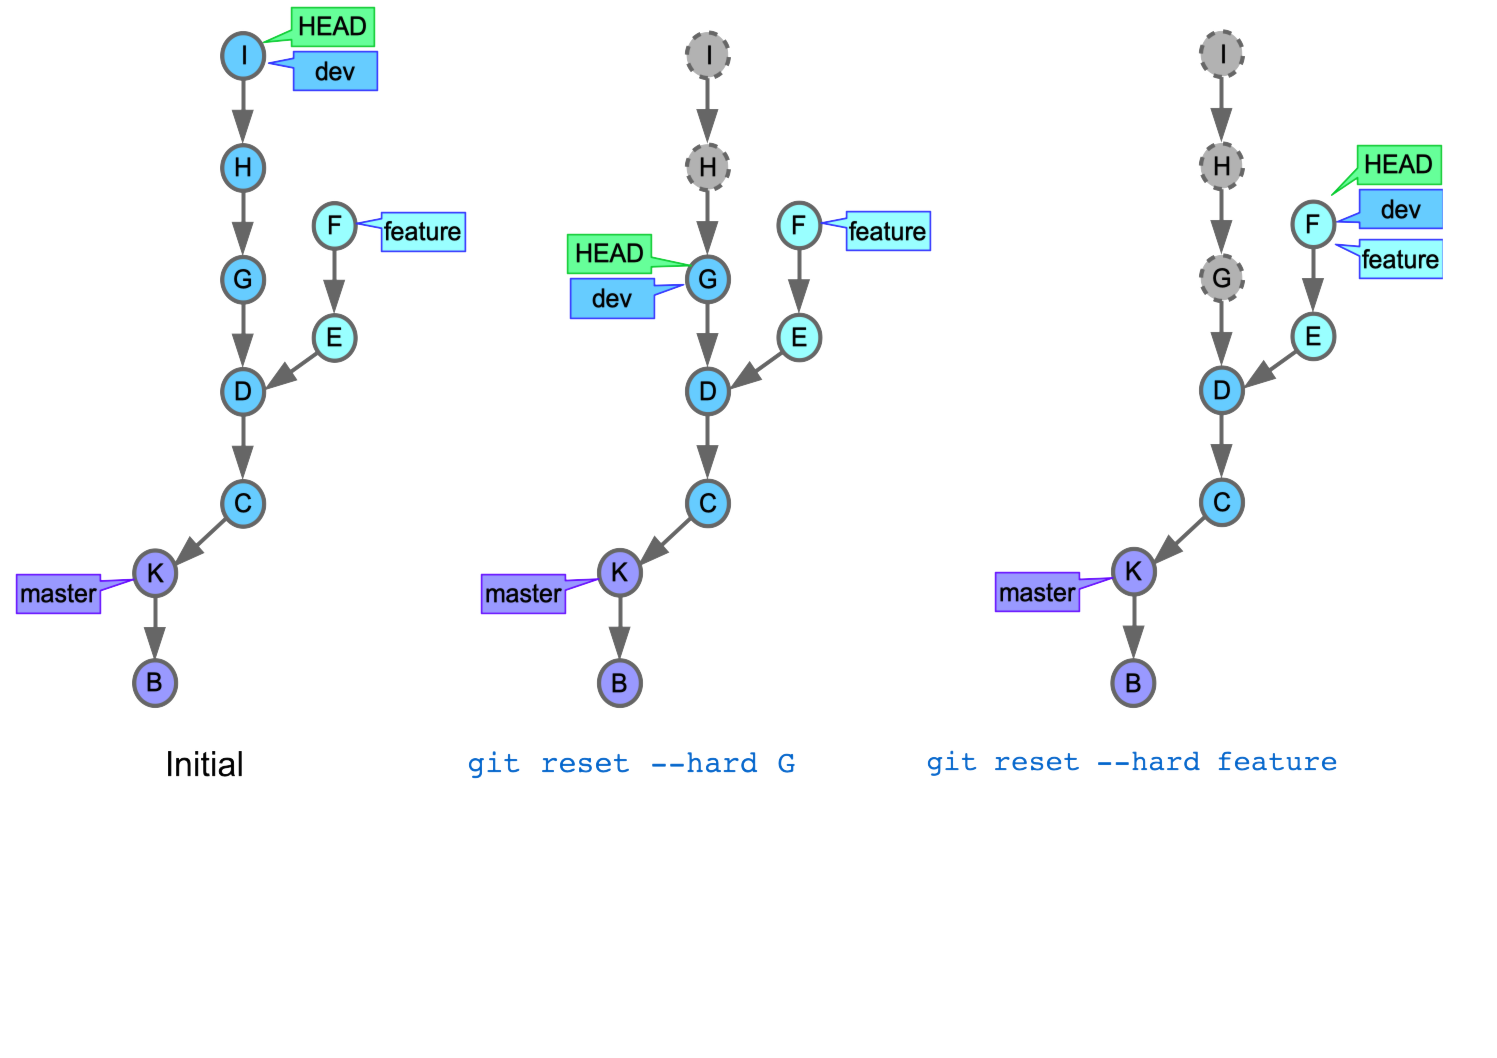 HEAD
I
dev
H
F
feature
G
E
D
C
K
master
B
Initial
I
H
F
feature
HEAD
G
dev
E
D
C
K
master
B
git reset --hard G
I
HEAD
H
dev
F
feature
G
E
D
C
K
master
B
git reset --hard feature